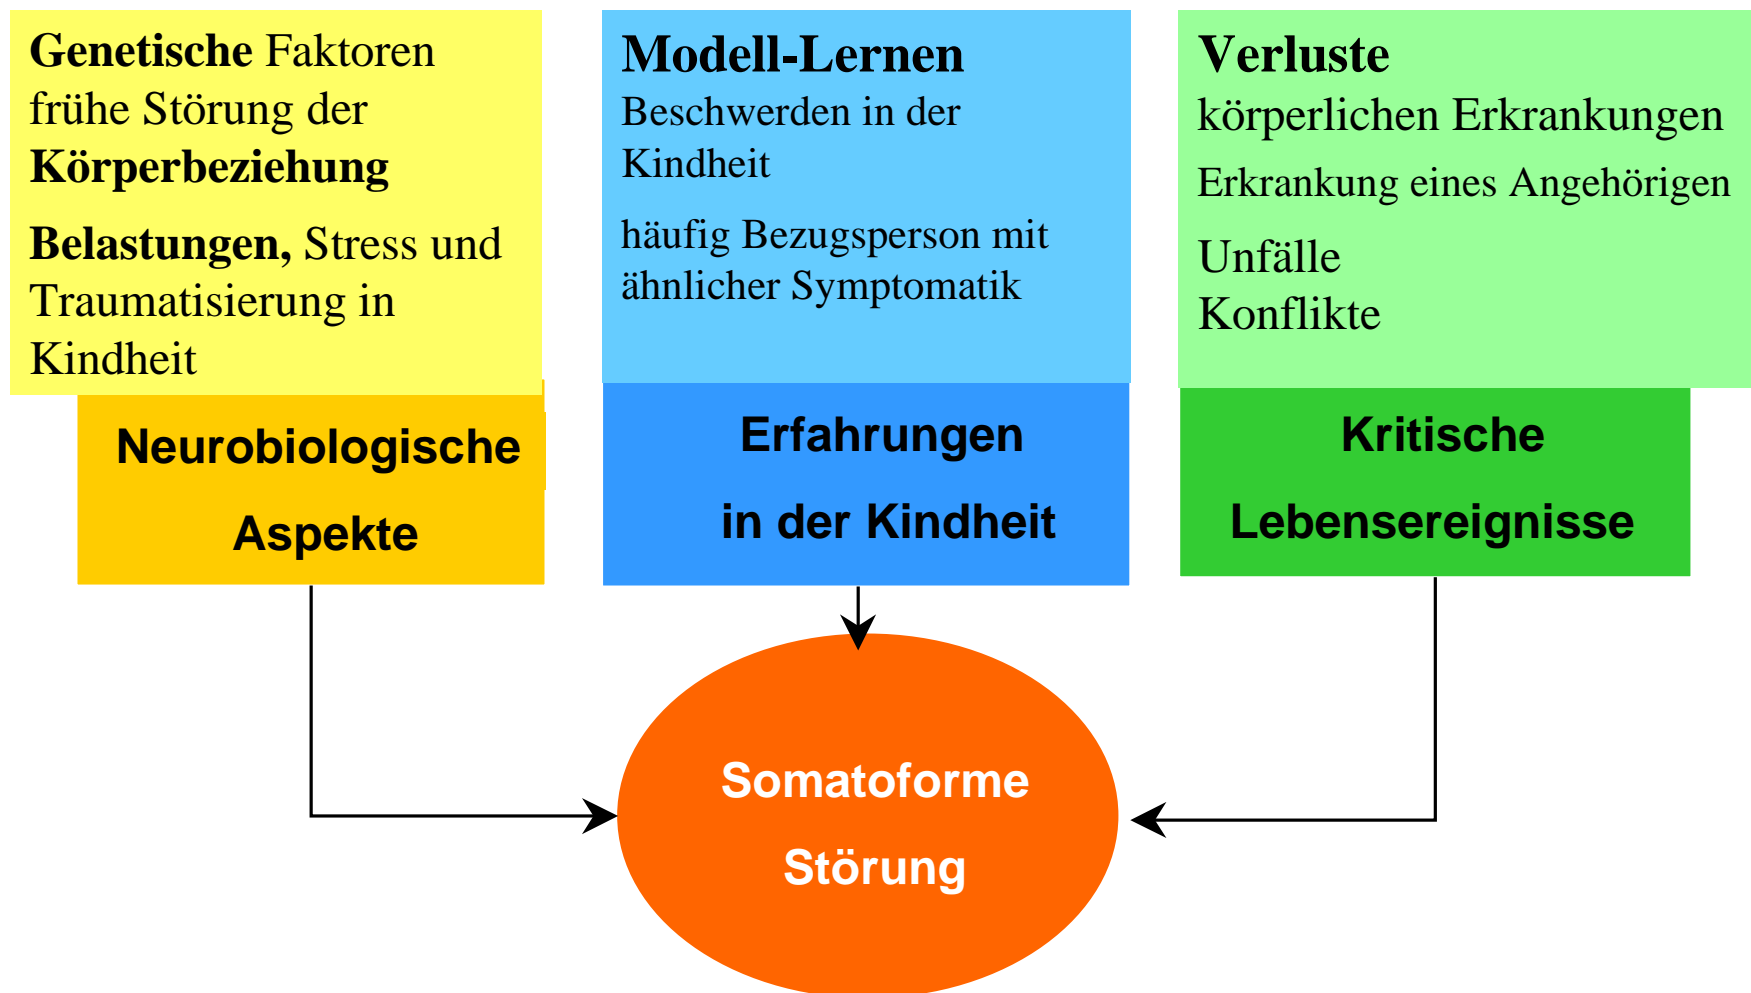 Genetische Faktoren
frühe Störung der
Körperbeziehung
Belastungen, Stress und
Traumatisierung in
Kindheit
Neurobiologische
Aspekte
Modell-Lernen
Beschwerden in der
Kindheit
häufig Bezugsperson mit
ähnlicher Symptomatik
Erfahrungen
in der Kindheit
Verluste
körperlichen Erkrankungen
Erkrankung eines Angehörigen
Unfälle
Konflikte
Kritische
Lebensereignisse
Somatoforme
Störung